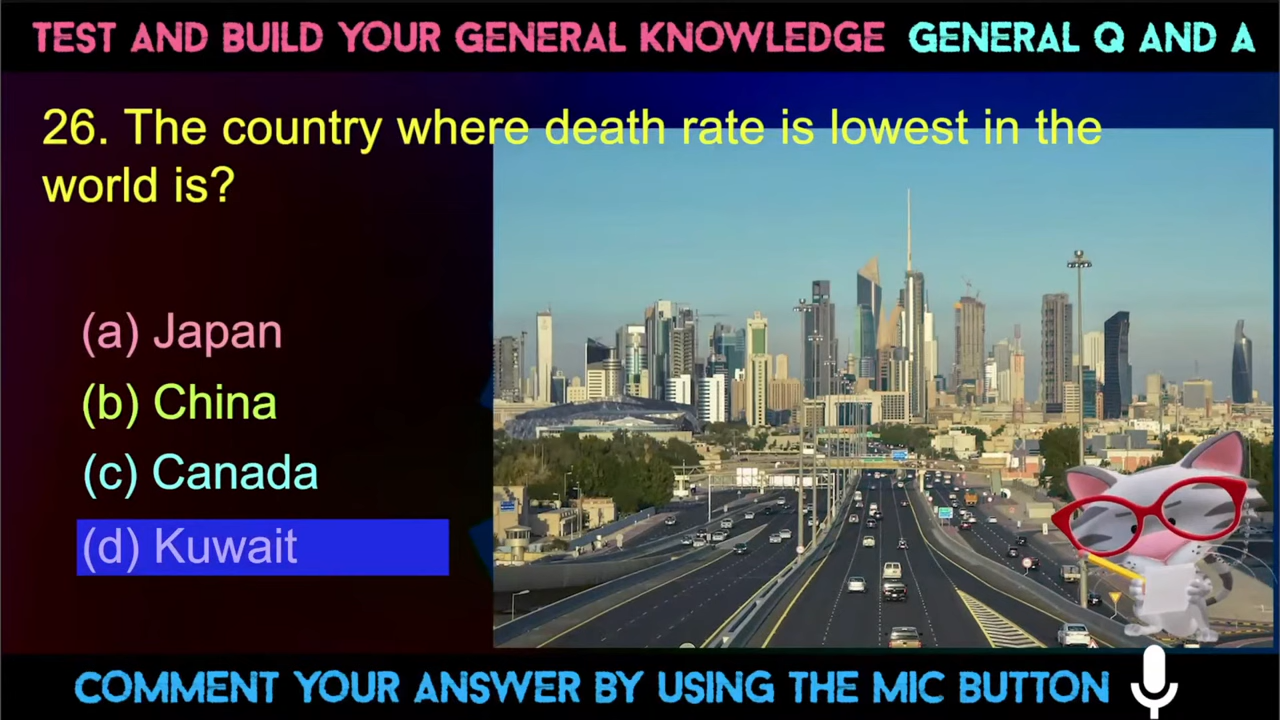 TEST AND BUILD YOUR GENERAL KNOWLEDGE GENERAL Q AND A
26. The country where death rate is lowest in the
world is?
(a) Japan
(b) China
(c) Canada
(d) Kuwait
COMMENT YOUR ANSWER BY USING THE MIC BUTTON